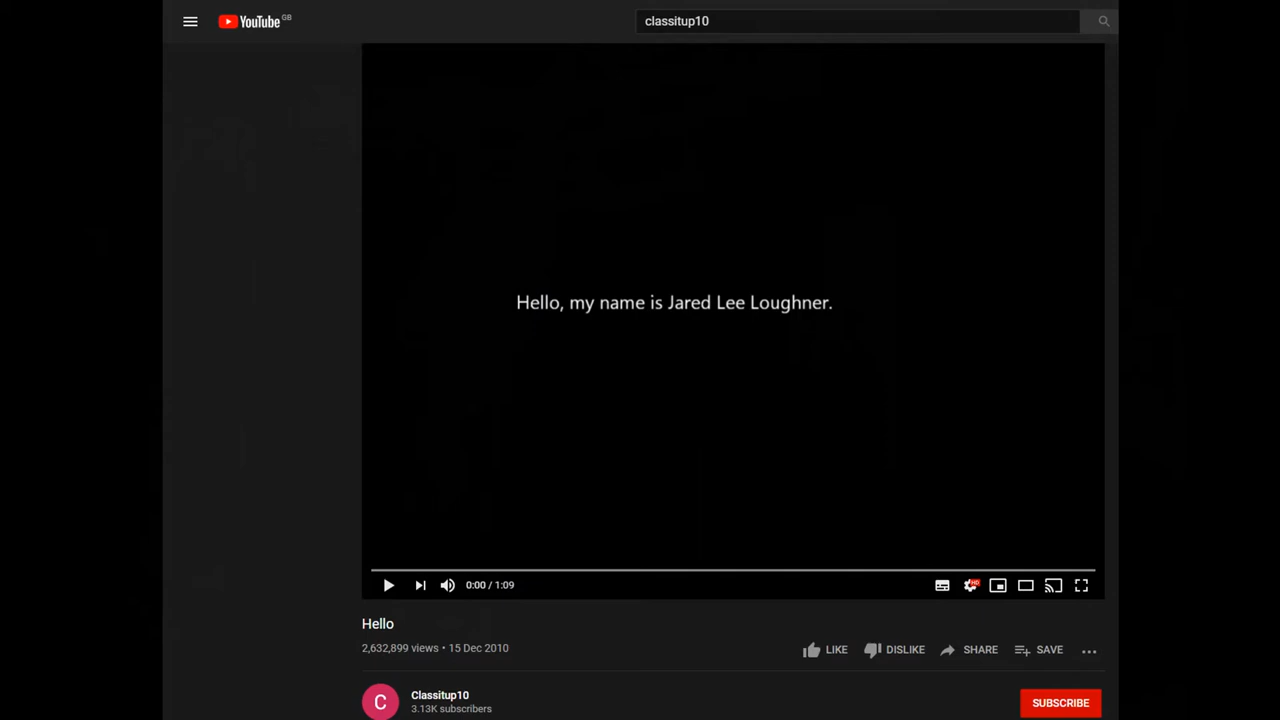 YouTube GB
classitup10
Hello, my name is Jared Lee Loughner.
0:00 / 1:09
HD
Hello
2,632,899 views • 15 Dec 2010
LIKE
DISLIKE
SHARE
SAVE
C
Classitup10
3.13K subscribers
SUBSCRIBE